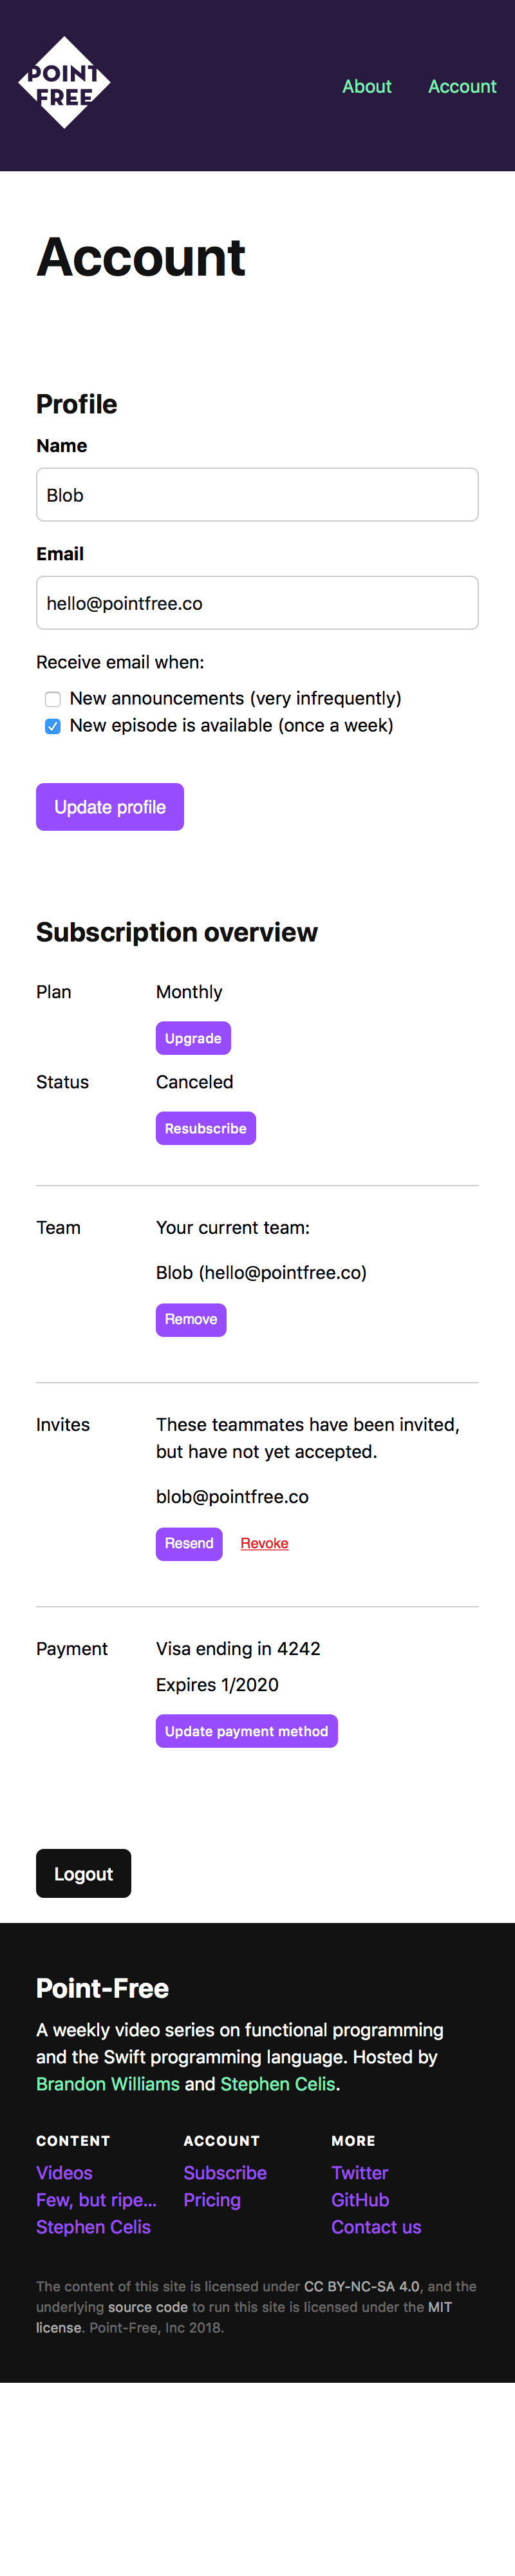 POINT
FREE
About Account
Account
Profile
Name
Blob
Email
hello@pointfree.co
Receive email when:
New announcements (very infrequently)
New episode is available (once a week)
Update profile
Subscription overview
Plan Monthly
Upgrade
Status Canceled
Resubscribe
Team Your current team:
Blob (hello@pointfree.co)
Remove
Invites These teammates have been invited,
but have not yet accepted.
blob@pointfree.co
Resend Revoke
Payment Visa ending in 4242
Expires 1/2020
Update payment method
Logout
Point-Free
A weekly video series on functional programming
and the Swift programming language. Hosted by
Brandon Williams and Stephen Celis.
CONTENT ACCOUNT MORE
Videos Subscribe Twitter
Few, but ripe... Pricing GitHub
Stephen Celis Contact us
The content of this site is licensed under CC BY-NC-SA 4.0, and the
underlying source code to run this site is licensed under the MIT
license. Point-Free, Inc 2018.